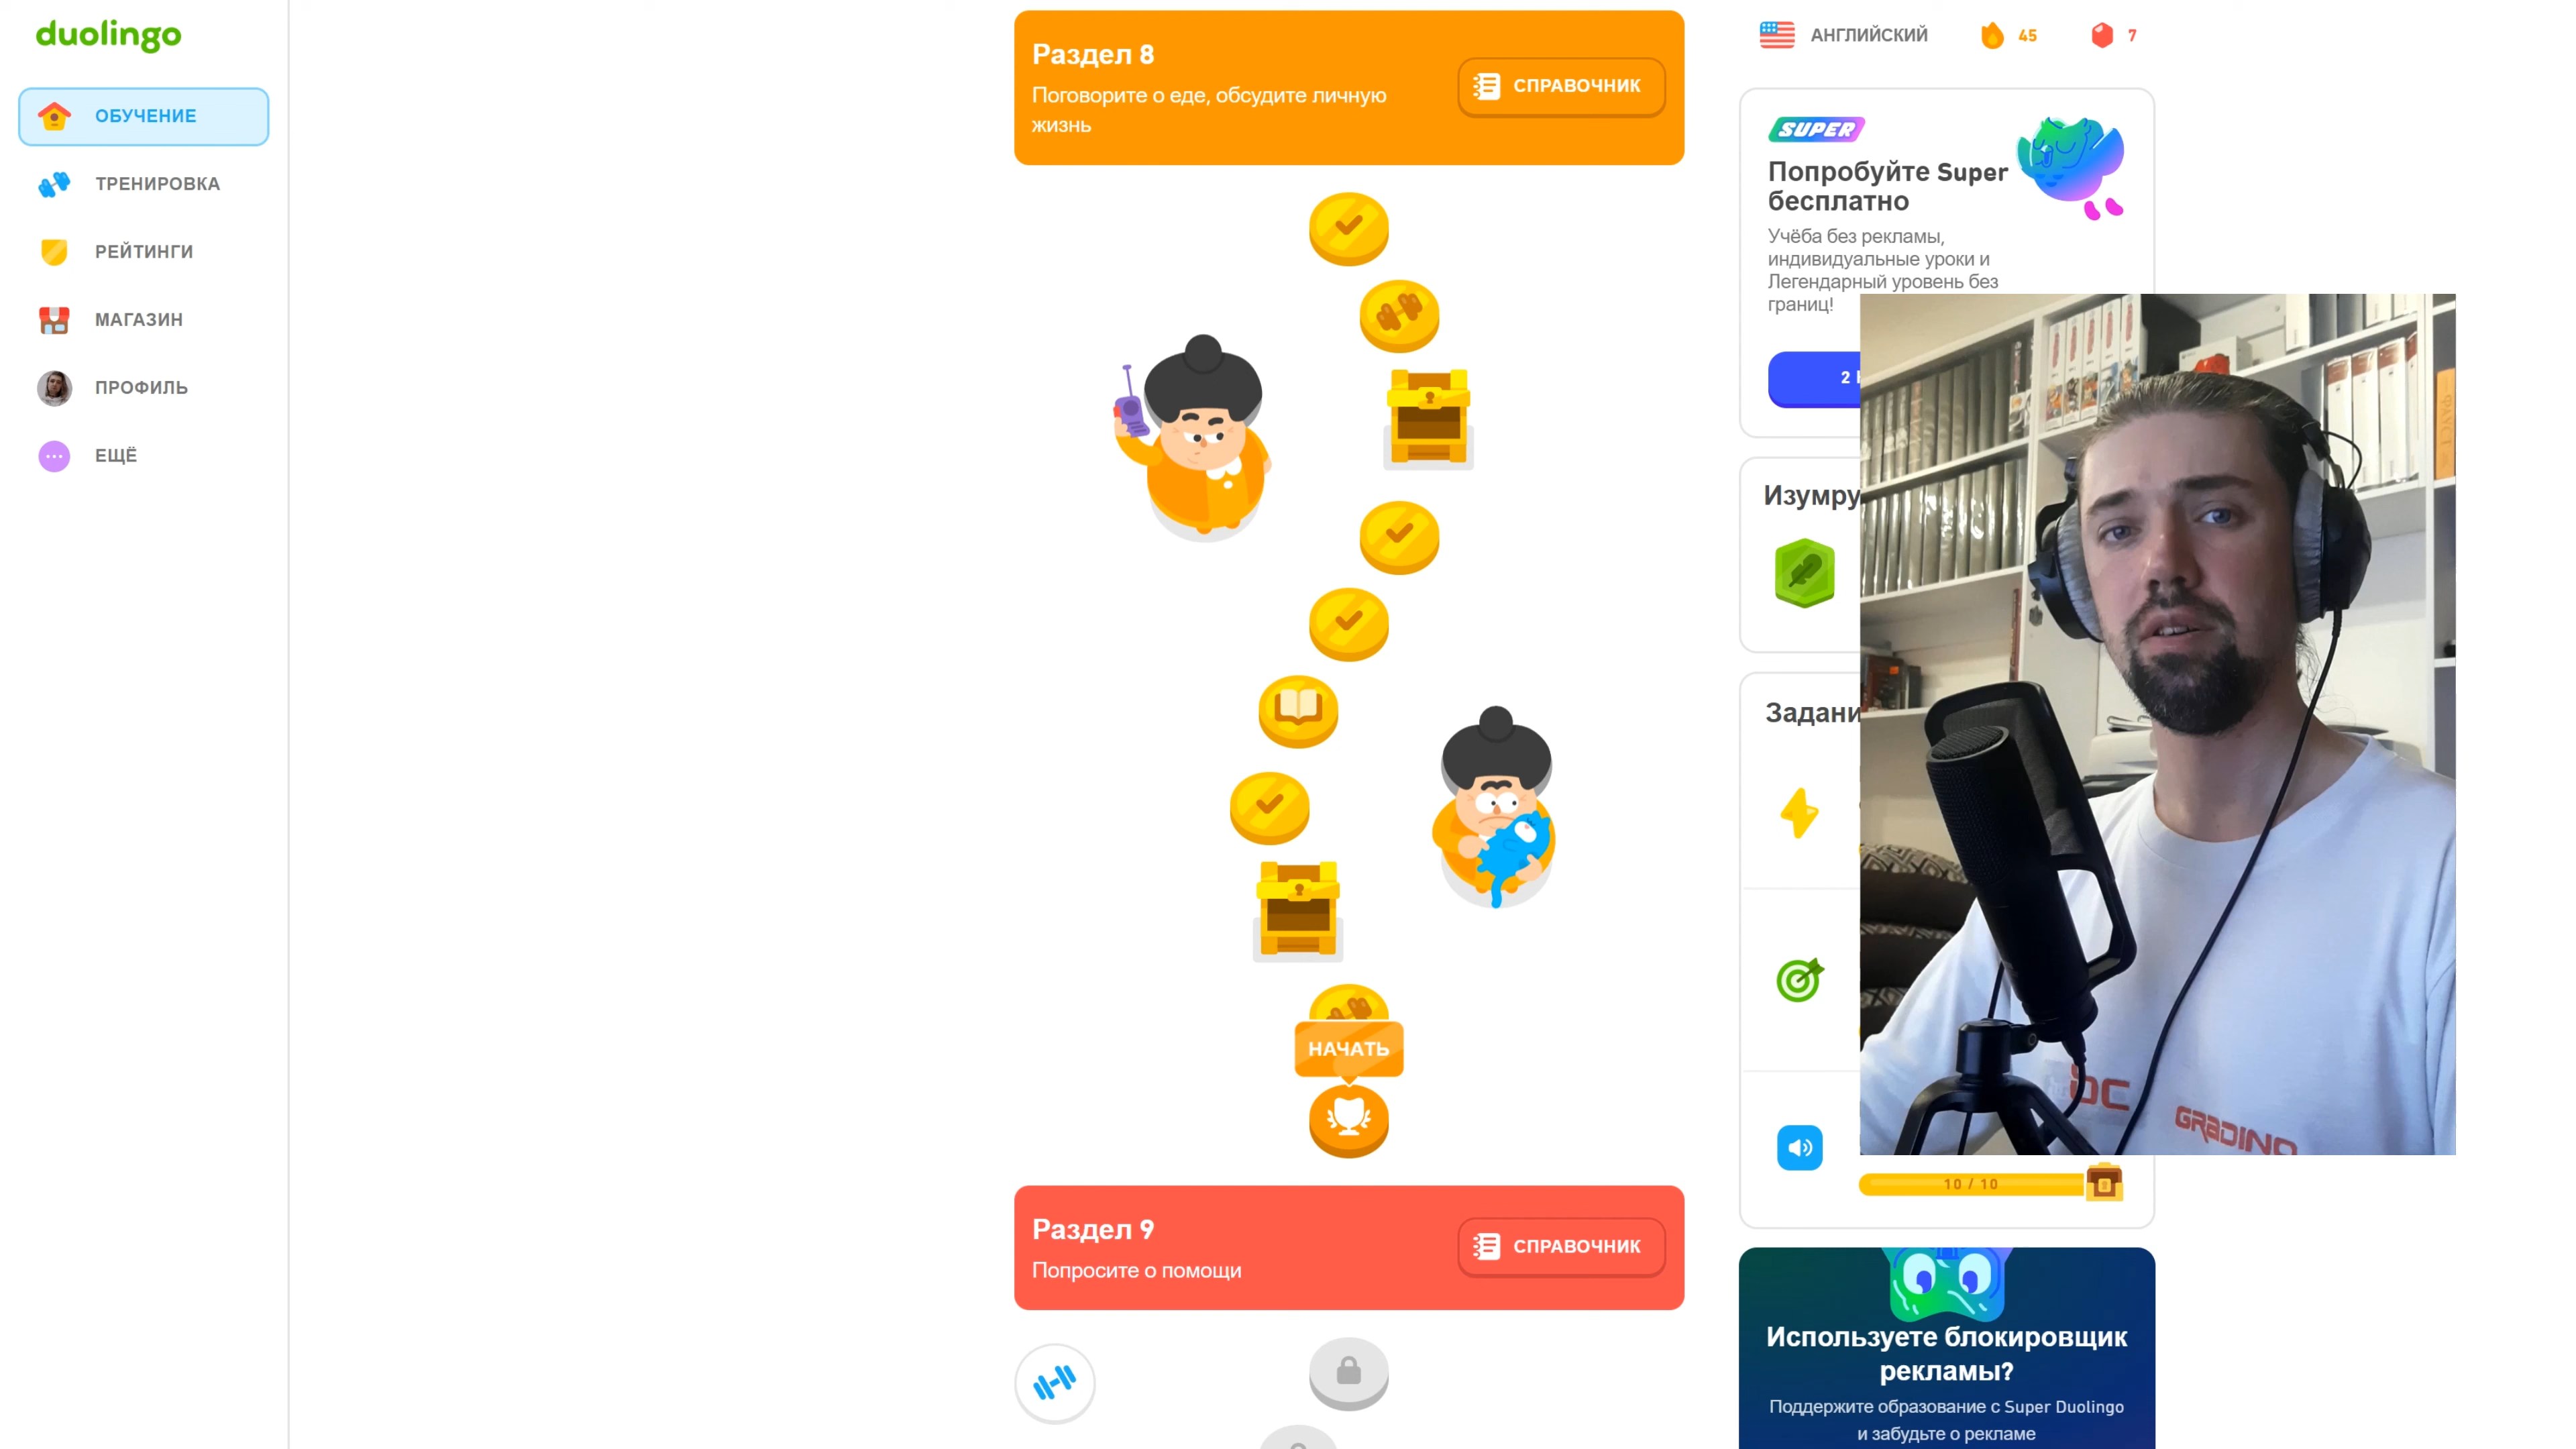 duolingo
ОБУЧЕНИЕ
ТРЕНИРОВКА
РЕЙТИНГИ
МАГАЗИН
ПРОФИЛЬ
ЕЩЁ
Раздел 8
Поговорите о еде, обсудите личную
жизнь
СПРАВОЧНИК
НАЧАТЬ
Раздел 9
Попросите о помощи
СПРАВОЧНИК
АНГЛИЙСКИЙ
45
7
SUPER
Попробуйте Super
бесплатно
Учёба без рекламы,
индивидуальные уроки и
Легендарный уровень без
границ!
2
Изумру
Задани
10 / 10
GRADING
Используете блокировщик
рекламы?
Поддержите образование с Super Duolingo
и забудьте о рекламе